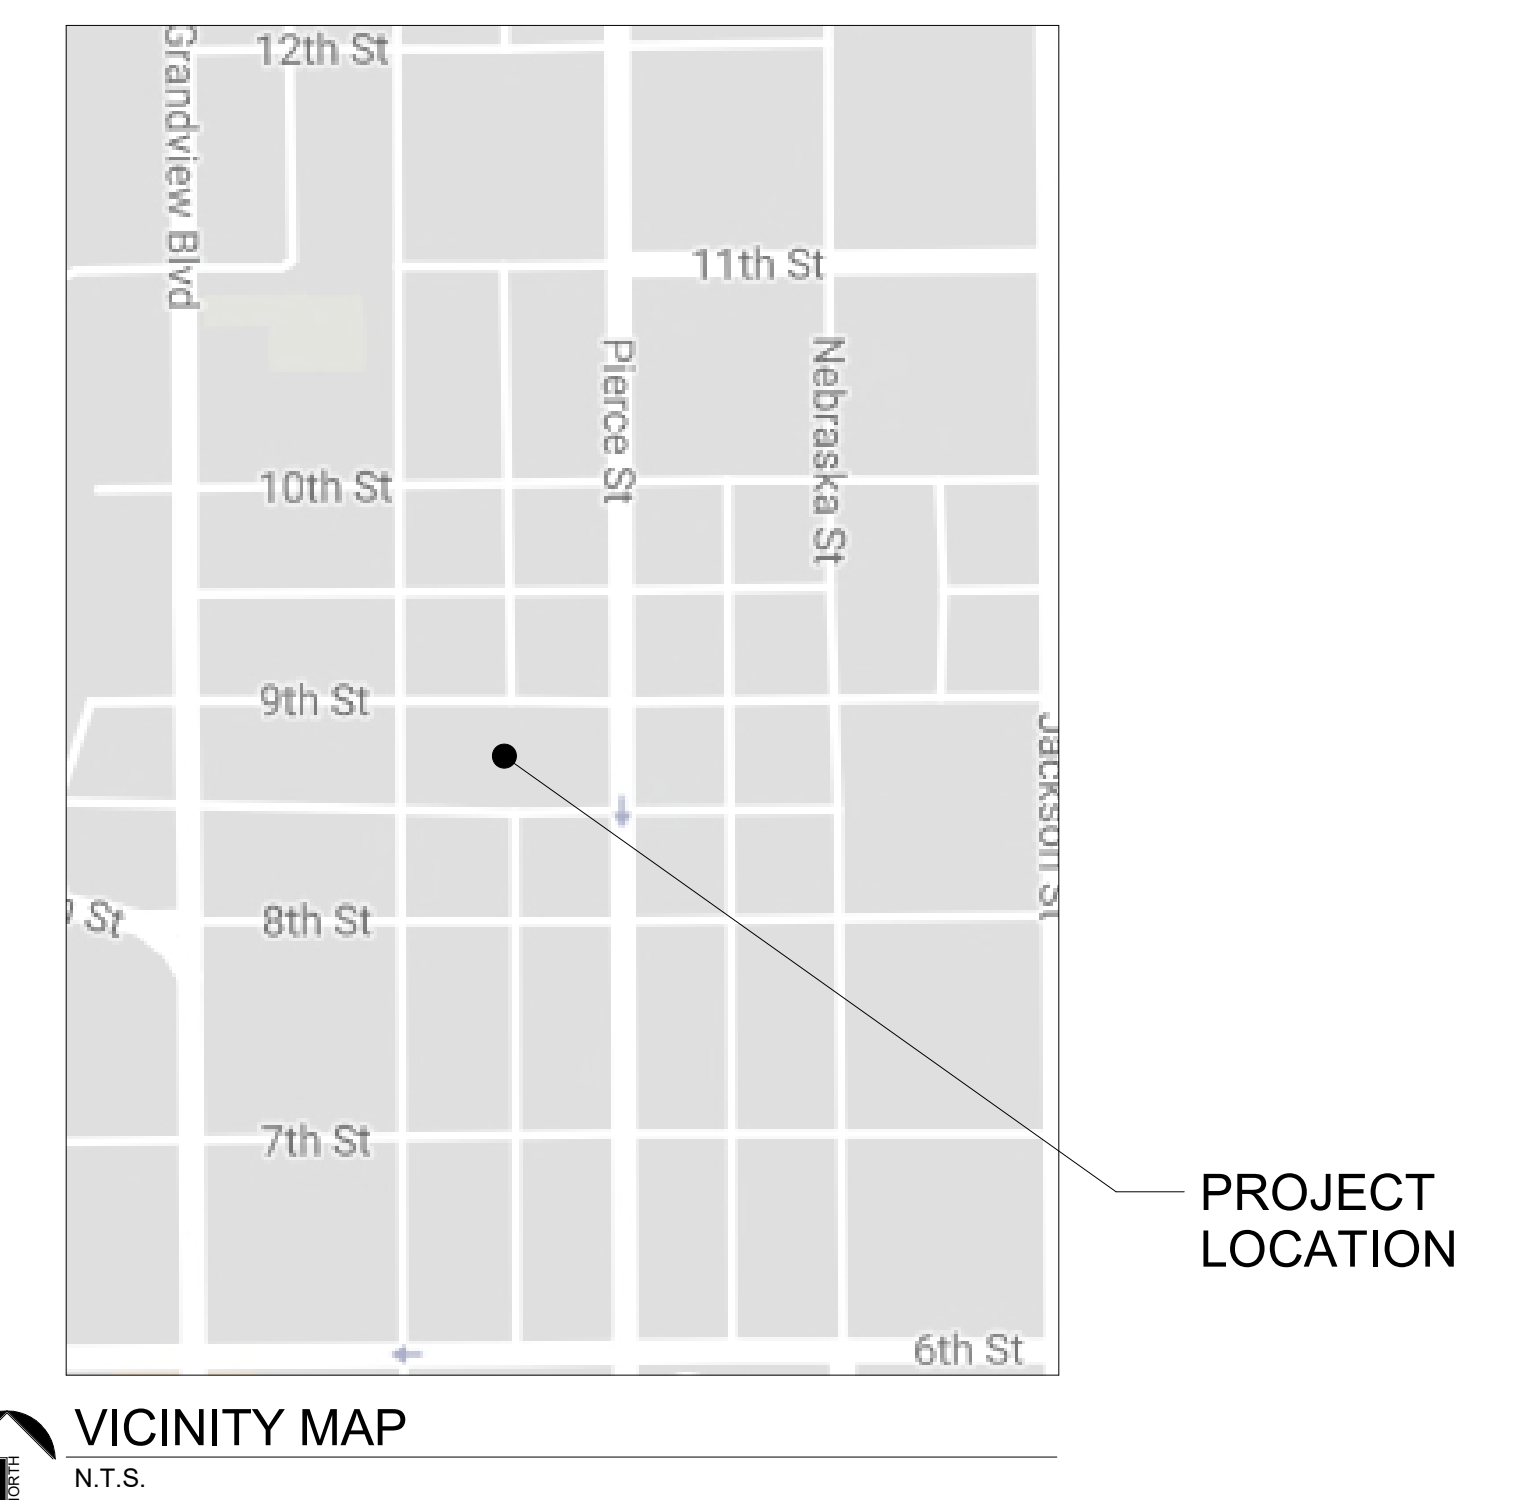 12th St
Grandview Blvd
11th St
Pierce St
Nebraska St
10th St
9th St
Jackson St
St
8th St
7th St
PROJECT
LOCATION
6th St
VICINITY MAP
N.T.S.